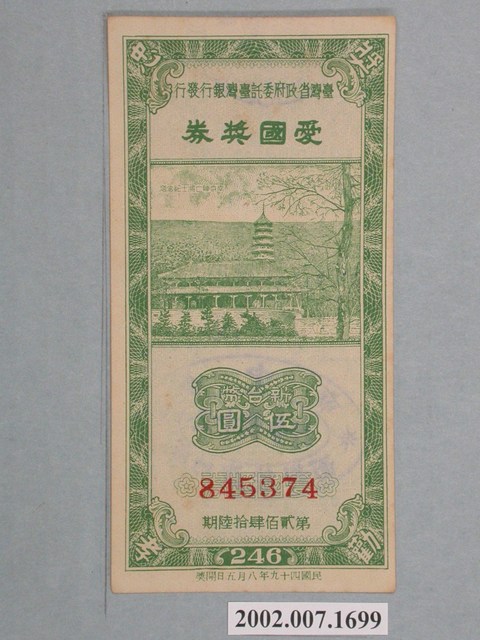 臺灣省政府委託臺灣銀行發行
愛國獎券
新台幣
伍圓
845374
第貳佰肆拾陸期
246
民國四十九年八月五日開獎
2002.007.1699